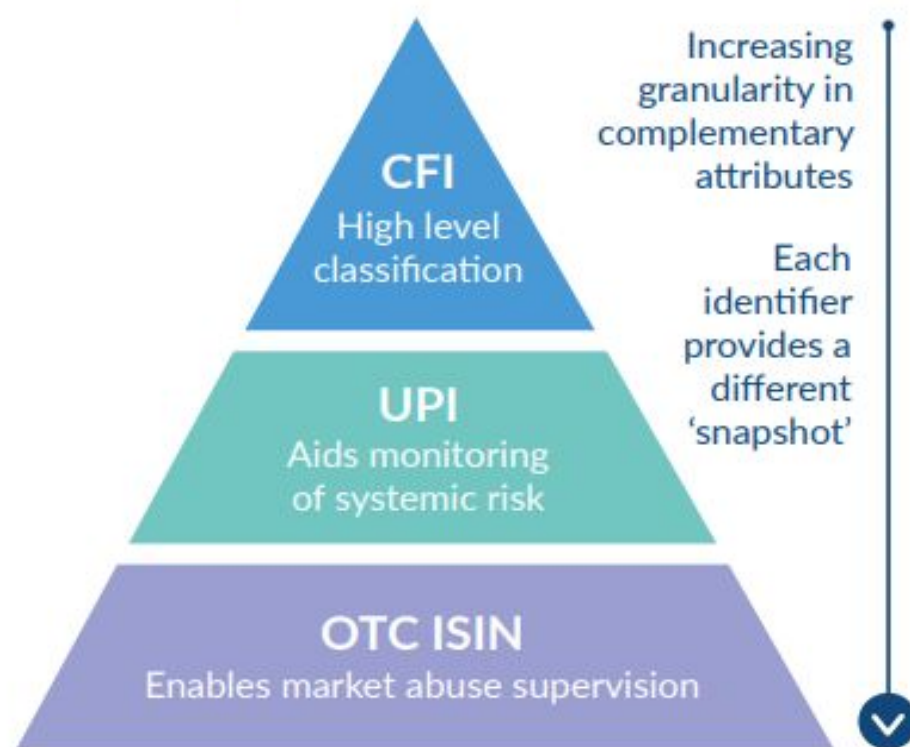 CFI
High level
classification
UPI
Aids monitoring
of systemic risk
OTC ISIN
Enables market abuse supervision
Increasing
granularity in
complementary
attributes
Each
identifier
provides a
different
‘snapshot’